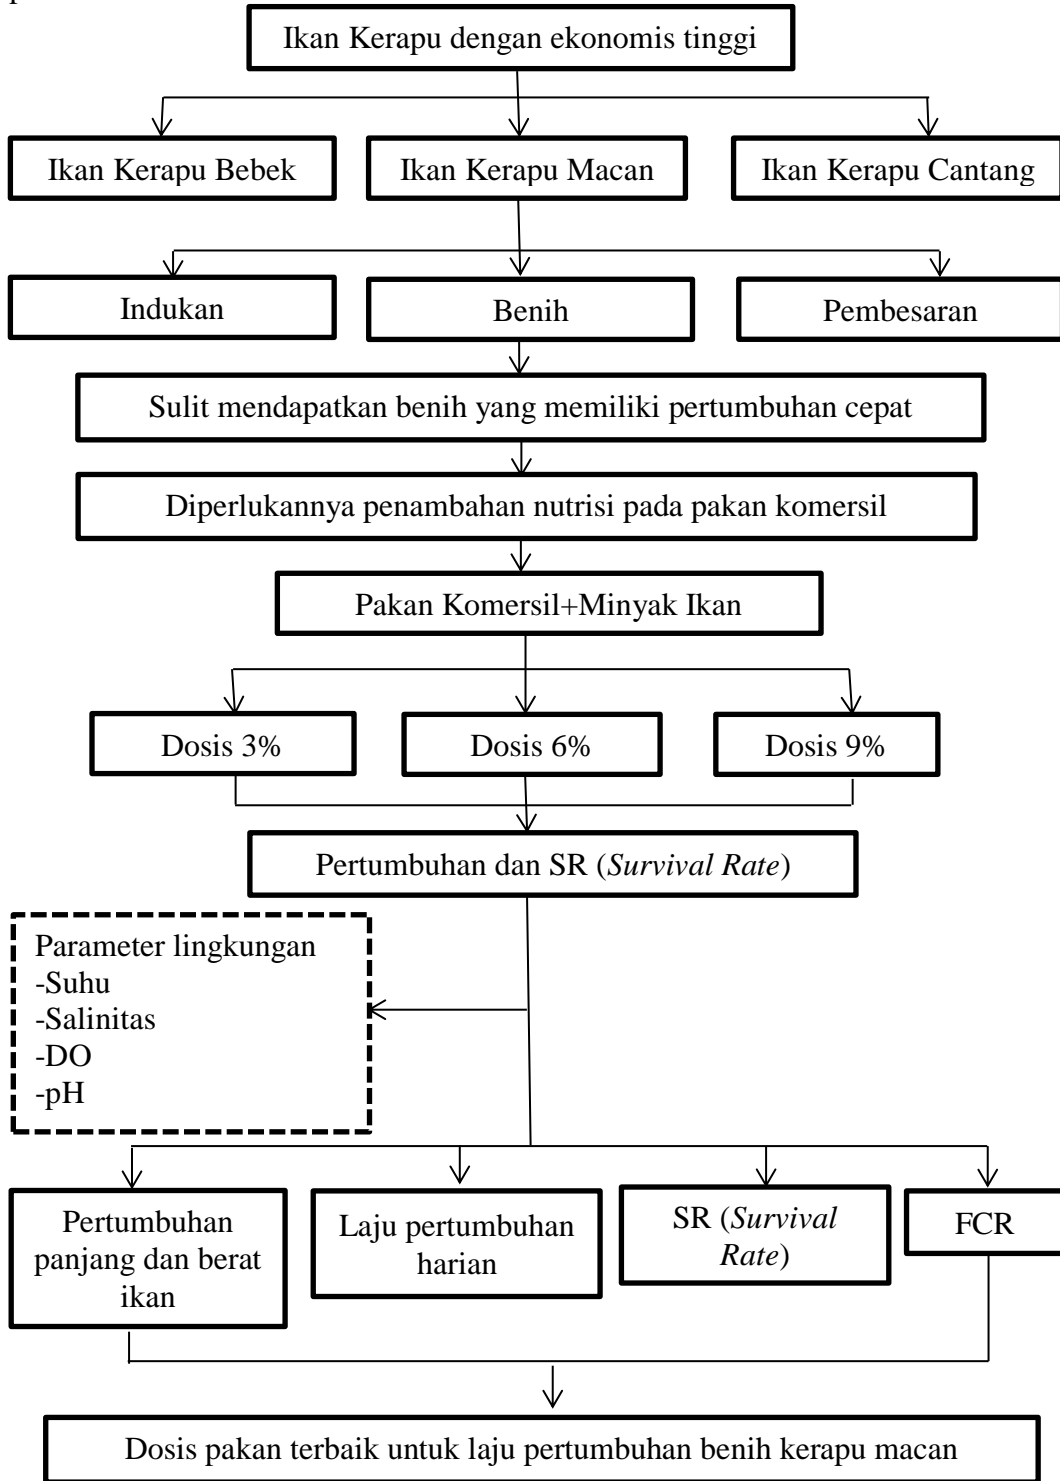 Ikan Kerapu dengan ekonomis tinggi
Ikan Kerapu Bebek
Ikan Kerapu Macan
Ikan Kerapu Cantang
Indukan
Benih
Pembesaran
Sulit mendapatkan benih yang memiliki pertumbuhan cepat
Diperlukannya penambahan nutrisi pada pakan komersil
Pakan Komersil+Minyak Ikan
Dosis 3%
Dosis 6%
Dosis 9%
Pertumbuhan dan SR (Survival Rate)
Parameter lingkungan
-Suhu
-Salinitas
-DO
-pH
Pertumbuhan
panjang dan berat
ikan
Laju pertumbuhan
harian
SR (Survival
Rate)
FCR
Dosis pakan terbaik untuk laju pertumbuhan benih kerapu macan